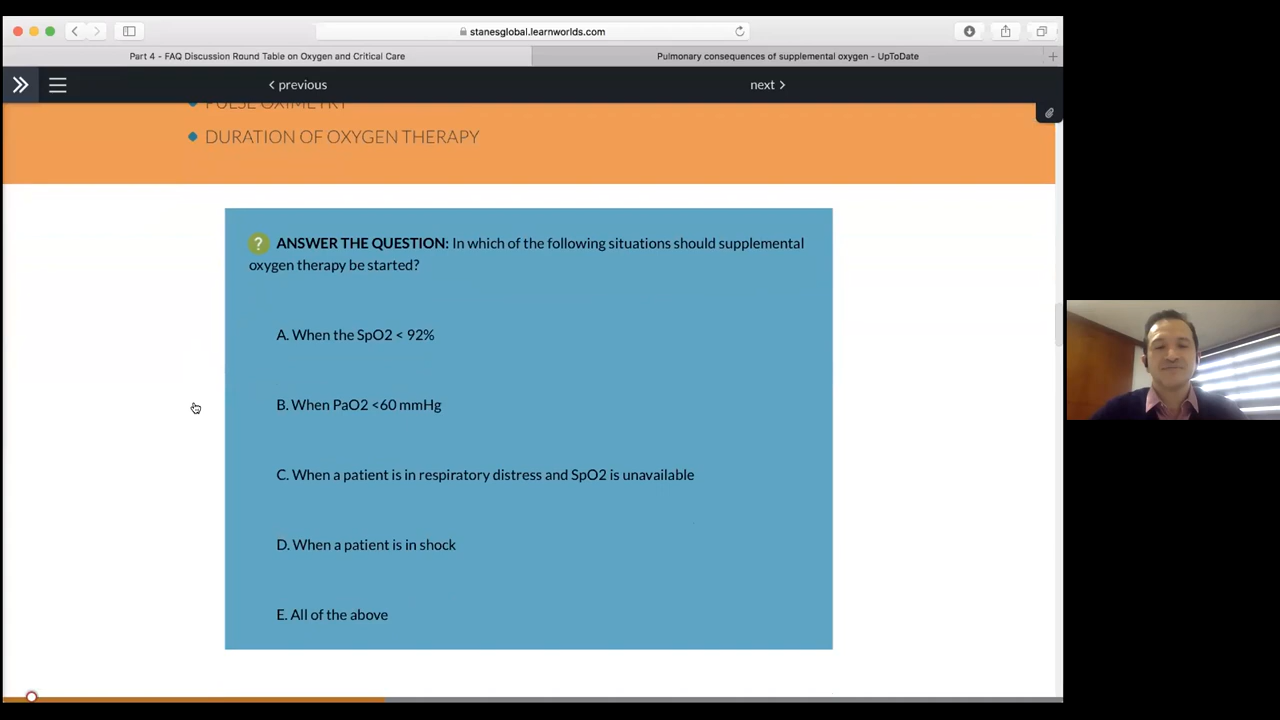 stanesglobal.learnworlds.com
Part 4 - FAQ Discussion Round Table on Oxygen and Critical Care
Pulmonary consequences of supplemental oxygen - UpToDate
previous
next
PULSE OXIMETRY
DURATION OF OXYGEN THERAPY
? ANSWER THE QUESTION: In which of the following situations should supplemental
oxygen therapy be started?
A. When the SpO2 < 92%
B. When PaO2 <60 mmHg
C. When a patient is in respiratory distress and SpO2 is unavailable
D. When a patient is in shock
E. All of the above